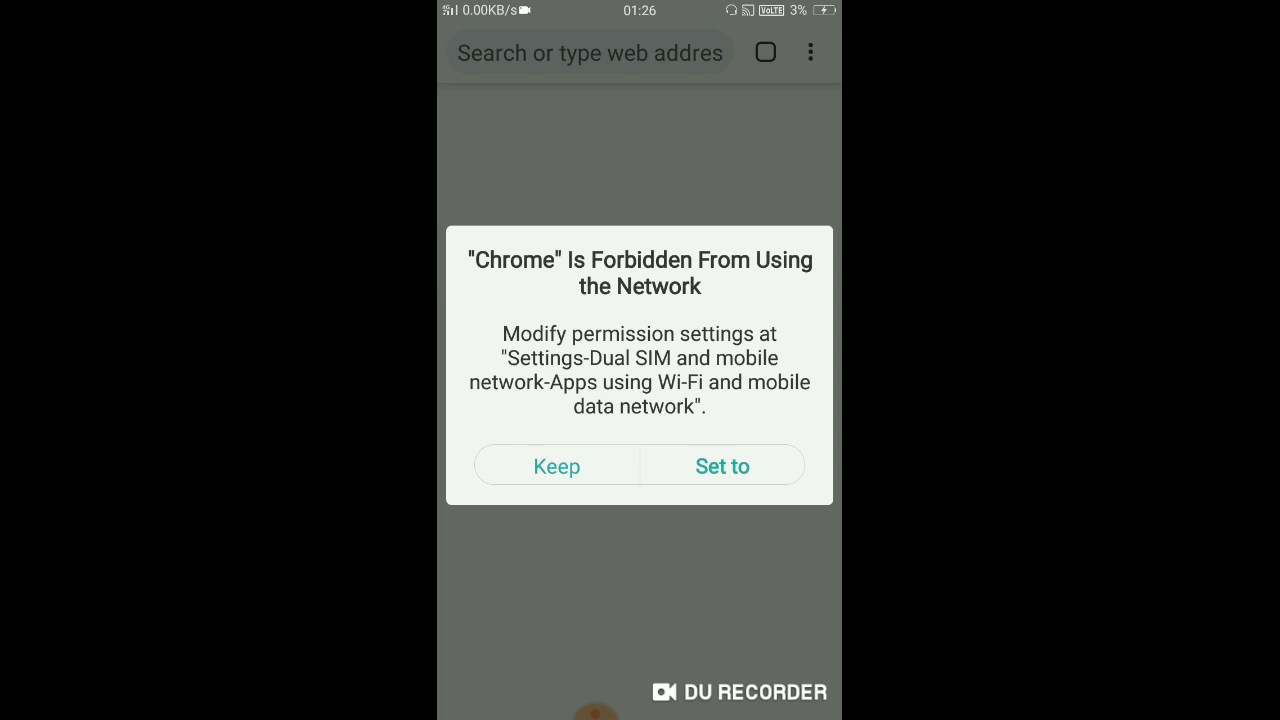 0.00KB/s 01:26 VoLTE 3%
Search or type web addres
"Chrome" Is Forbidden From Using
the Network
Modify permission settings at
"Settings-Dual SIM and mobile
network-Apps using Wi-Fi and mobile
data network".
Keep Set to
DU RECORDER